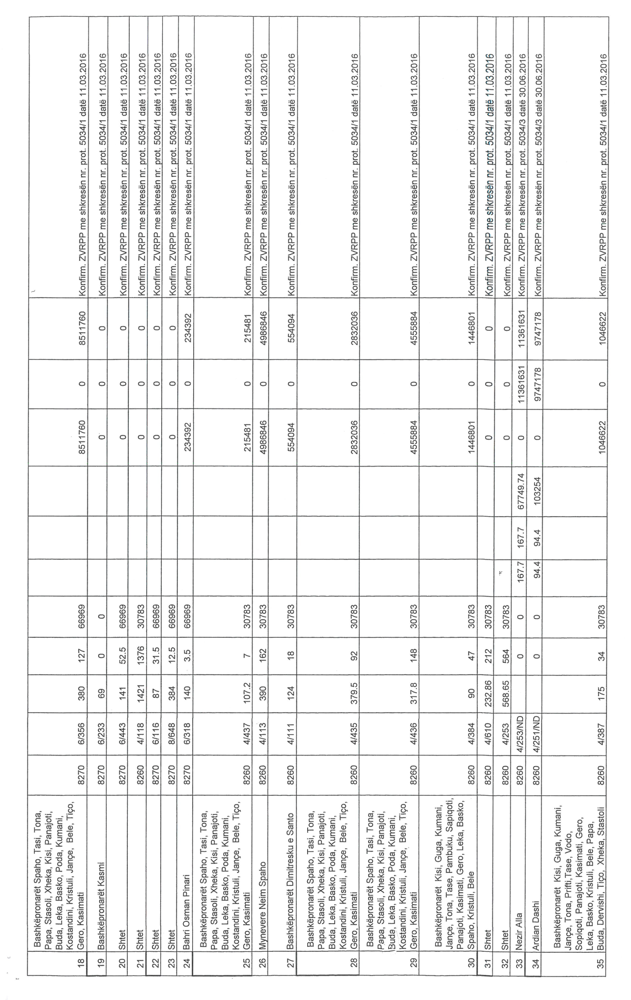 18 Bashkëpronarët Spaho, Tasi, Tona,
Papa, Stasoli, Xheka, Kisi, Panajoti,
Buda, Leka, Basko, Poda, Kumani,
Kostandini, Kristuli, Jançe, Bele, Tiço,
Gero, Kasimati 8270 6/356 380 127 66969 8511760 0 8511760 Konfirm. ZVRPP me shkresën nr. prot. 5034/1 datë 11.03.2016
19 Bashkëpronarët Kasmi 8270 6/233 69 0 0 0 0 0 Konfirm. ZVRPP me shkresën nr. prot. 5034/1 datë 11.03.2016
20 Shtet 8270 6/443 141 52.5 66969 0 0 0 Konfirm. ZVRPP me shkresën nr. prot. 5034/1 datë 11.03.2016
21 Shtet 8260 4/118 1421 1376 30783 0 0 0 Konfirm. ZVRPP me shkresën nr. prot. 5034/1 datë 11.03.2016
22 Shtet 8270 6/116 87 31.5 66969 0 0 0 Konfirm. ZVRPP me shkresën nr. prot. 5034/1 datë 11.03.2016
23 Shtet 8270 8/648 384 12.5 66969 0 0 0 Konfirm. ZVRPP me shkresën nr. prot. 5034/1 datë 11.03.2016
24 Bahri Osman Pinari 8270 6/318 140 3.5 66969 234392 0 234392 Konfirm. ZVRPP me shkresën nr. prot. 5034/1 datë 11.03.2016
25 Bashkëpronarët Spaho, Tasi, Tona,
Papa, Stasoli, Xheka, Kisi, Panajoti,
Buda, Leka, Basko, Poda, Kumani,
Kostandini, Kristuli, Jançe, Bele, Tiço,
Gero, Kasimati 8260 4/437 107.2 7 30783 215481 0 215481 Konfirm. ZVRPP me shkresën nr. prot. 5034/1 datë 11.03.2016
26 Mynevere Neim Spaho 8260 4/113 390 162 30783 4986846 0 4986846 Konfirm. ZVRPP me shkresën nr. prot. 5034/1 datë 11.03.2016
27 Bashkëpronarët Dimitresku e Santo 8260 4/111 124 18 30783 554094 0 554094 Konfirm. ZVRPP me shkresën nr. prot. 5034/1 datë 11.03.2016
28 Bashkëpronarët Spaho, Tasi, Tona,
Papa, Stasoli, Xheka, Kisi, Panajoti,
Buda, Leka, Basko, Poda, Kumani,
Kostandini, Kristuli, Jançe, Bele, Tiço,
Gero, Kasimati 8260 4/435 379.5 92 30783 2832036 0 2832036 Konfirm. ZVRPP me shkresën nr. prot. 5034/1 datë 11.03.2016
29 Bashkëpronarët Spaho, Tasi, Tona,
Papa, Stasoli, Xheka, Kisi, Panajoti,
Buda, Leka, Basko, Poda, Kumani,
Kostandini, Kristuli, Jançe, Bele, Tiço,
Gero, Kasimati 8260 4/436 317.8 148 30783 4555884 0 4555884 Konfirm. ZVRPP me shkresën nr. prot. 5034/1 datë 11.03.2016
30 Bashkëpronarët Kisi, Guga, Kumani,
Jançe, Tona, Tase, Pambuku, Sapiqoti,
Panajoti, Kasimati, Gero, Leka, Basko,
Spaho, Kristuli, Bele 8260 4/384 90 47 30783 1446801 0 1446801 Konfirm. ZVRPP me shkresën nr. prot. 5034/1 datë 11.03.2016
31 Shtet 8260 4/610 232.86 212 30783 0 0 0 Konfirm. ZVRPP me shkresën nr. prot. 5034/1 datë 11.03.2016
32 Shtet 8260 4/253 568.65 564 30783 0 0 0 Konfirm. ZVRPP me shkresën nr. prot. 5034/1 datë 11.03.2016
33 Nezir Alla 8260 4/253/ND 0 0 167.7 167.7 67749.74 0 11361631 11361631 Konfirm. ZVRPP me shkresën nr. prot. 5034/3 datë 30.06.2016
34 Ardian Dashi 8260 4/251/ND 0 0 94.4 94.4 103254 0 9747178 9747178 Konfirm. ZVRPP me shkresën nr. prot. 5034/3 datë 30.06.2016
35 Bashkëpronarët Kisi, Guga, Kumani,
Jançe, Tona, Prifti,Tase, Vodo,
Sopiqoti, Panajoti, Kasimati, Gero,
Leka, Basko, Kristuli, Bele, Papa,
Buda, Dervishi, Tiço, Xheka, Stastoli 8260 4/387 175 34 30783 1046622 0 1046622 Konfirm. ZVRPP me shkresën nr. prot. 5034/1 datë 11.03.2016